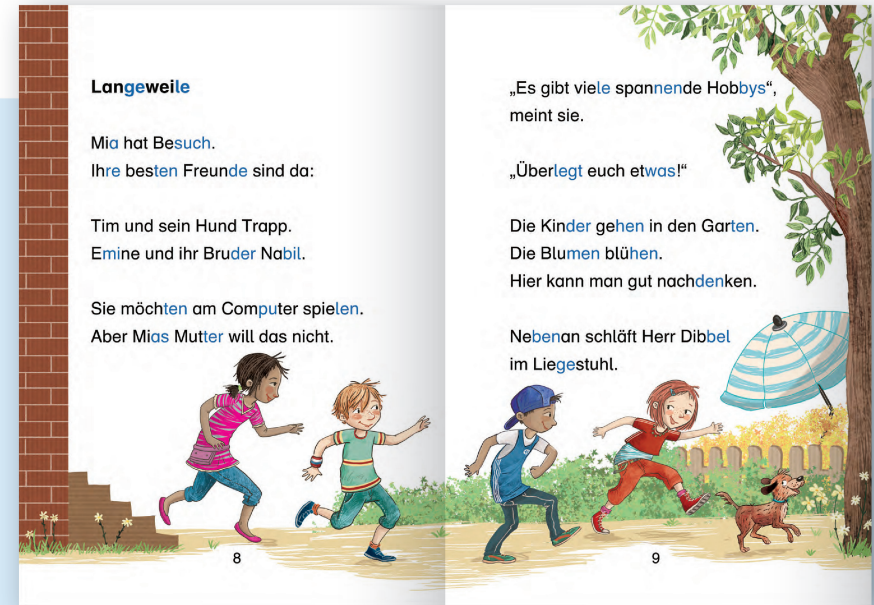 Langeweile
Mia hat Besuch.
Ihre besten Freunde sind da:
Tim und sein Hund Trapp.
Emine und ihr Bruder Nabil.
Sie möchten am Computer spielen.
Aber Mias Mutter will das nicht.
8
„Es gibt viele spannende Hobbys“,
meint sie.
„Überlegt euch etwas!“
Die Kinder gehen in den Garten.
Die Blumen blühen.
Hier kann man gut nachdenken.
Nebenan schläft Herr Dibbel
im Liegestuhl.
9